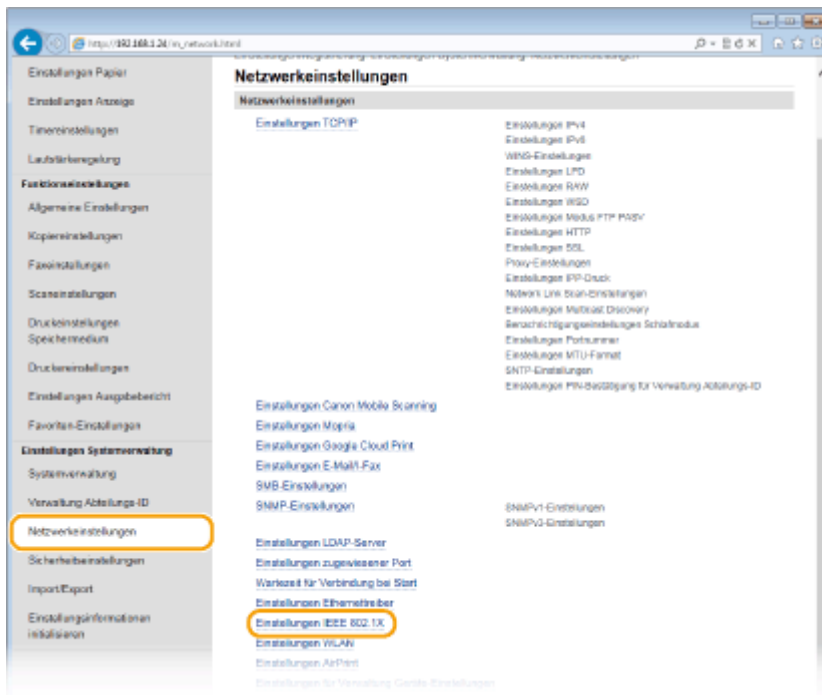 http://192.168.1.24/m_network.html
Einstellungen Papier
Einstellungen Anzeige
Timereinstellungen
Lautstärkeregelung
Funktionseinstellungen
Allgemeine Einstellungen
Kopiereinstellungen
Faxeinstellungen
Scaneinstellungen
Druckeinstellungen
Speichermedium
Druckereinstellungen
Einstellungen Ausgabebericht
Favoriten-Einstellungen
Einstellungen Systemverwaltung
Systemverwaltung
Verwaltung Abteilungs-ID
Netzwerkeinstellungen
Sicherheitseinstellungen
Import/Export
Einstellungsinformationen
initialisieren
Netzwerkeinstellungen
Netzwerkeinstellungen
Einstellungen TCP/IP
Einstellungen IPv4
Einstellungen IPv6
WINS-Einstellungen
Einstellungen LPD
Einstellungen RAW
Einstellungen WSD
Einstellungen Modus FTP PASV
Einstellungen HTTP
Einstellungen SSL
Proxy-Einstellungen
Einstellungen IPP-Druck
Network Link Scan-Einstellungen
Einstellungen Multicast Discovery
Benachrichtigungseinstellungen Schlafmodus
Einstellungen Portnummer
Einstellungen MTU-Format
SNTP-Einstellungen
Einstellungen PIN-Bestätigung für Verwaltung Abteilungs-ID
Einstellungen Canon Mobile Scanning
Einstellungen Mopria
Einstellungen Google Cloud Print
Einstellungen E-Mail/I-Fax
SMB-Einstellungen
SNMP-Einstellungen
SNMPv1-Einstellungen
SNMPv3-Einstellungen
Einstellungen LDAP-Server
Einstellungen zugewiesener Port
Wartezeit für Verbindung bei Start
Einstellungen Ethernettreiber
Einstellungen IEEE 802.1X
Einstellungen WLAN
Einstellungen AirPrint
Einstellungen für Verwaltung Geräte-Einstellungen